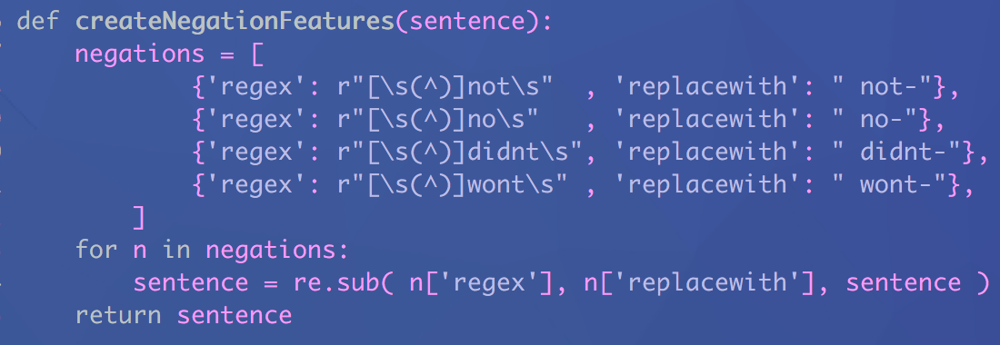 def createNegationFeatures(sentence):
    negations = [
            {'regex': r"[\s(^)]not\s"  , 'replacewith': " not-"},
            {'regex': r"[\s(^)]no\s"   , 'replacewith': " no-"},
            {'regex': r"[\s(^)]didnt\s", 'replacewith': " didnt-"},
            {'regex': r"[\s(^)]wont\s" , 'replacewith': " wont-"},
        ]
    for n in negations:
        sentence = re.sub( n['regex'], n['replacewith'], sentence )
    return sentence